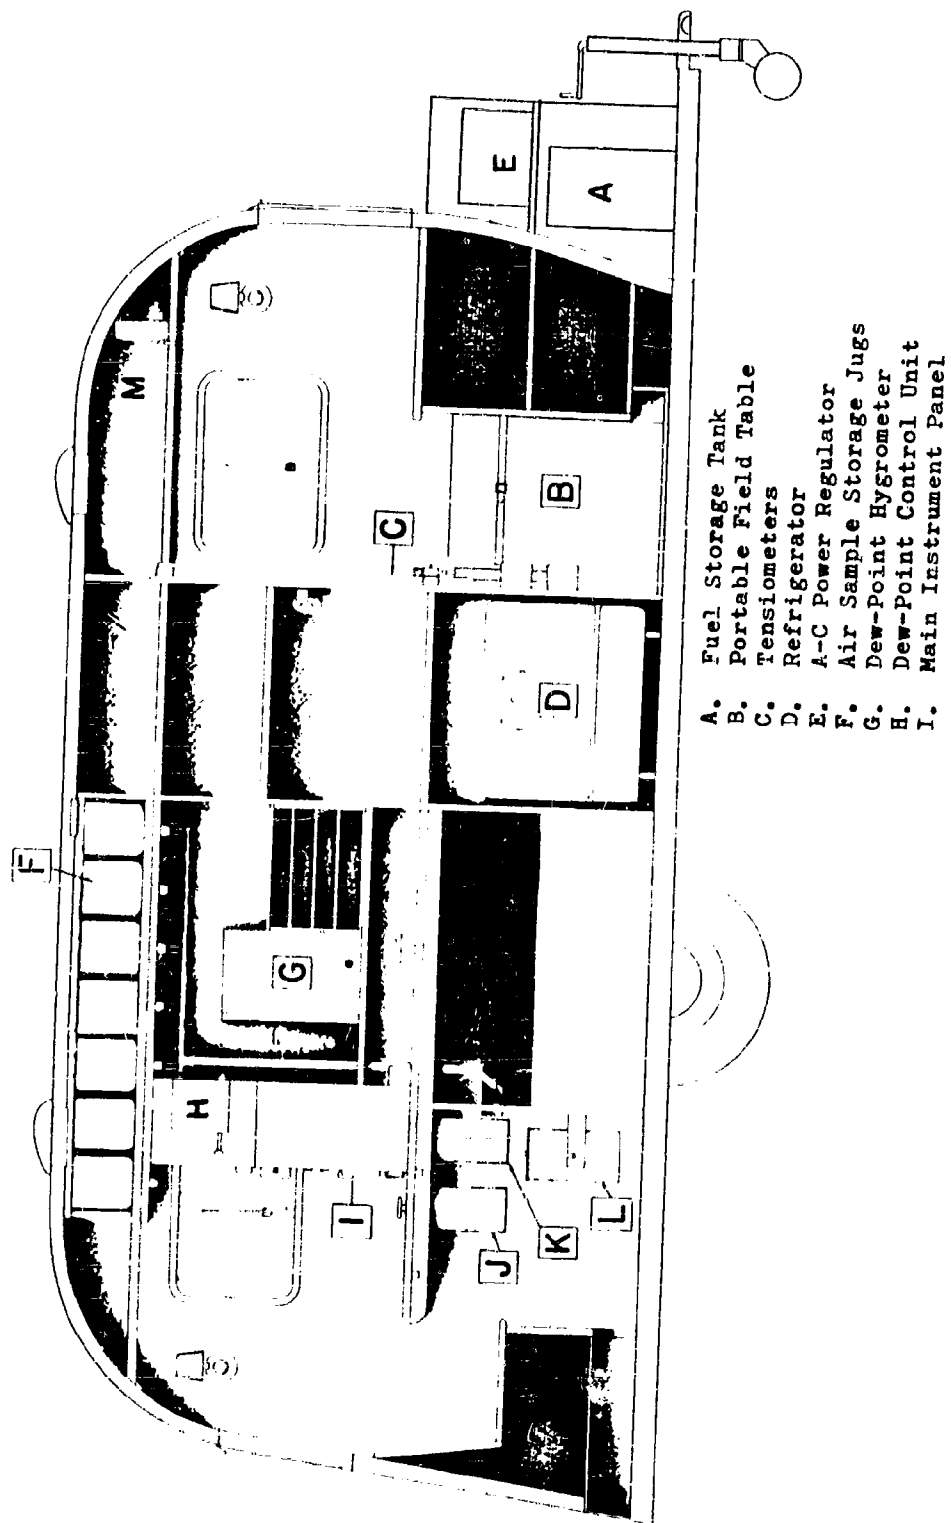 F
M
E
A
H
G
C
I
D
B
J
K
L
A. Fuel Storage Tank
B. Portable Field Table
C. Tensiometers
D. Refrigerator
E. A-C Power Regulator
F. Air Sample Storage Jugs
G. Dew-Point Hygrometer
H. Dew-Point Control Unit
I. Main Instrument Panel